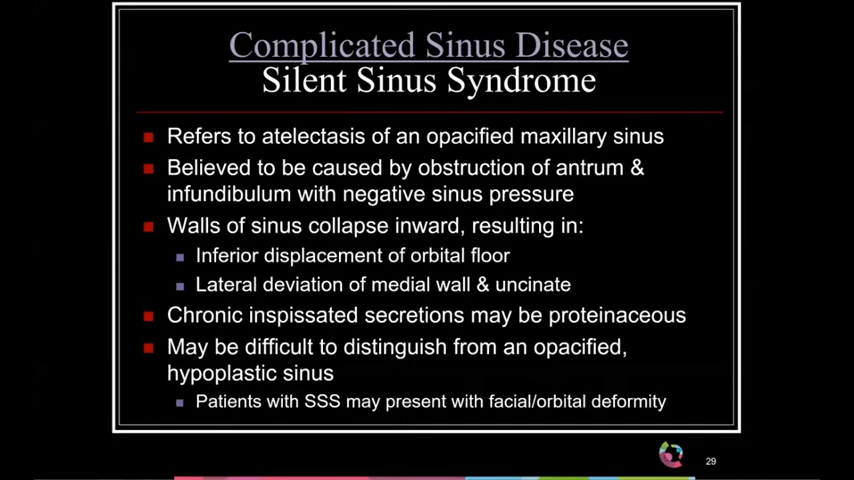 Complicated Sinus Disease
Silent Sinus Syndrome
Refers to atelectasis of an opacified maxillary sinus
Believed to be caused by obstruction of antrum &
infundibulum with negative sinus pressure
Walls of sinus collapse inward, resulting in:
Inferior displacement of orbital floor
Lateral deviation of medial wall & uncinate
Chronic inspissated secretions may be proteinaceous
May be difficult to distinguish from an opacified,
hypoplastic sinus
Patients with SSS may present with facial/orbital deformity
29